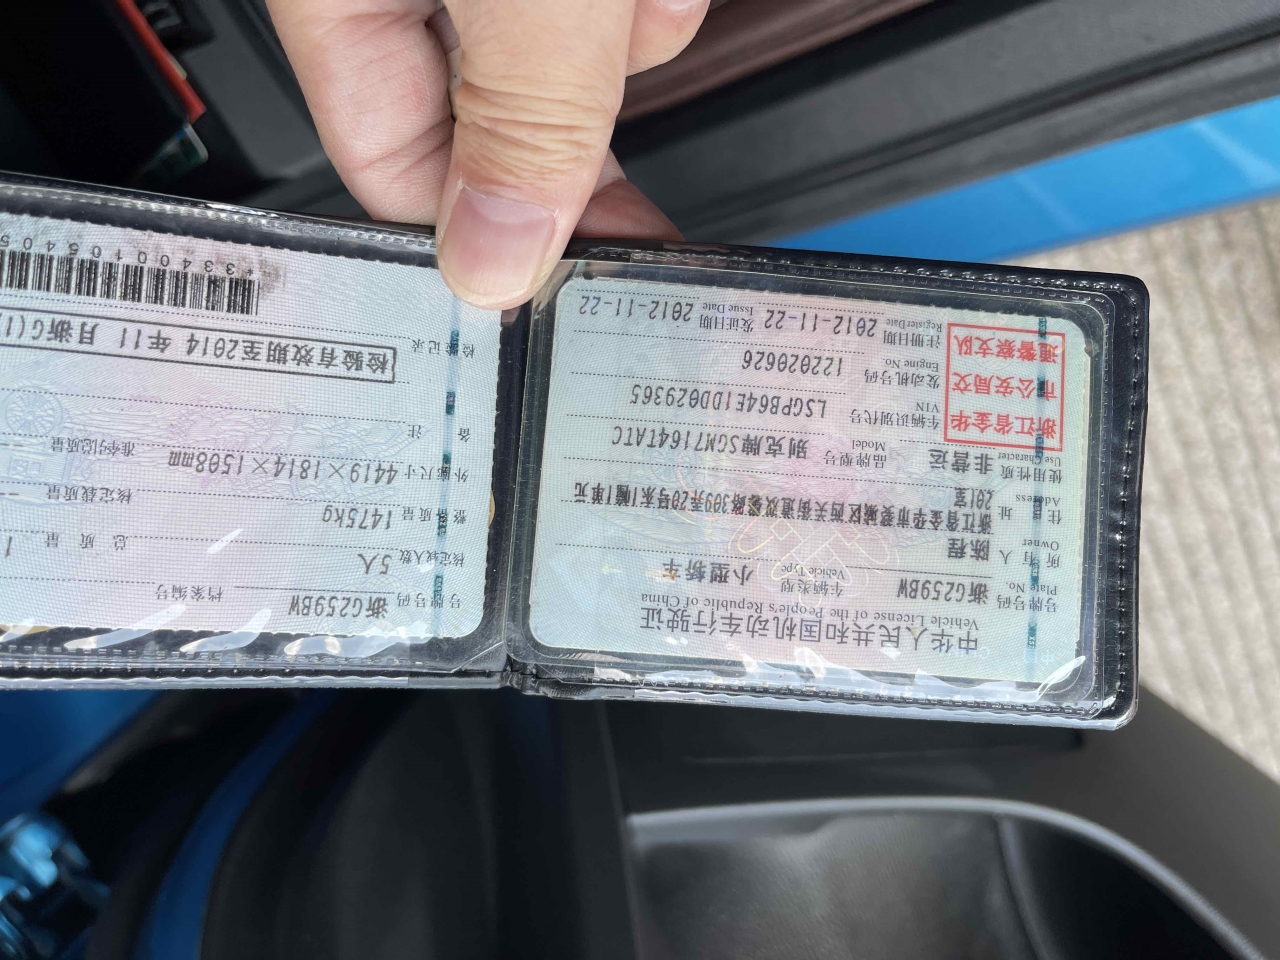 中华人民共和国机动车行驶证
Vehicle License of the People's Republic of China
号牌号码 浙G259BW 车辆类型 小型轿车
Plate No. Vehicle Type
所有人 陈程
Owner
住址 浙江省金华市婺城区西关街道双溪西路309弄20号东1幢1单元
Address 201室
使用性质 非营运 品牌型号 别克牌SGM7164TATC
Use Character Model
车辆识别代号 LSGPB64E1DD029365
VIN
发动机号码 122020626
Engine No.
注册日期 2012-11-22 发证日期 2012-11-22
Register Date Issue Date
浙江省金华
市公安局交
通警察支队
号牌号码 浙G259BW 档案编号
核定载人数 5人 总质量 1
整备质量 1475kg 核定载质量
外廓尺寸 4419×1814×1508mm 准牵引总质量
备注
检验记录 检验有效期至2014年11月浙G(1
*33400105405